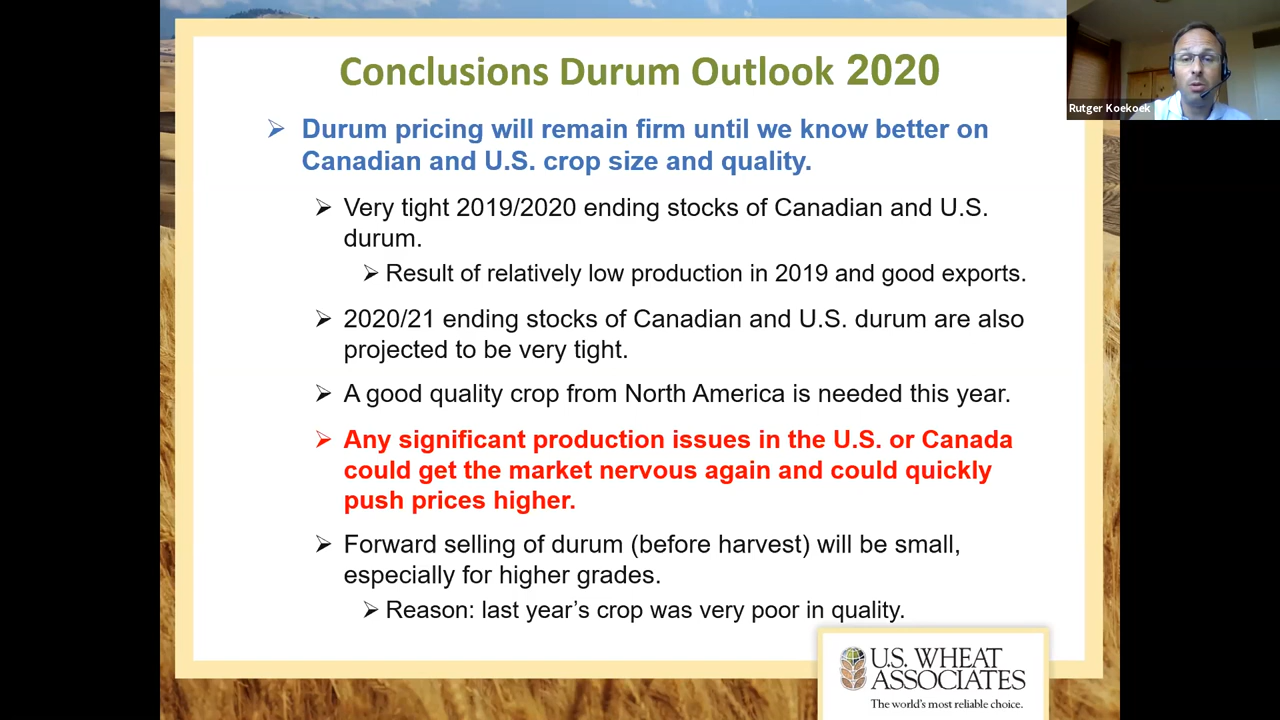 Conclusions Durum Outlook 2020
Rutger Koekoek
➢ Durum pricing will remain firm until we know better on
Canadian and U.S. crop size and quality.
➢ Very tight 2019/2020 ending stocks of Canadian and U.S.
durum.
➢ Result of relatively low production in 2019 and good exports.
➢ 2020/21 ending stocks of Canadian and U.S. durum are also
projected to be very tight.
➢ A good quality crop from North America is needed this year.
➢ Any significant production issues in the U.S. or Canada
could get the market nervous again and could quickly
push prices higher.
➢ Forward selling of durum (before harvest) will be small,
especially for higher grades.
➢ Reason: last year’s crop was very poor in quality.
U.S. WHEAT
ASSOCIATES
The world's most reliable choice.